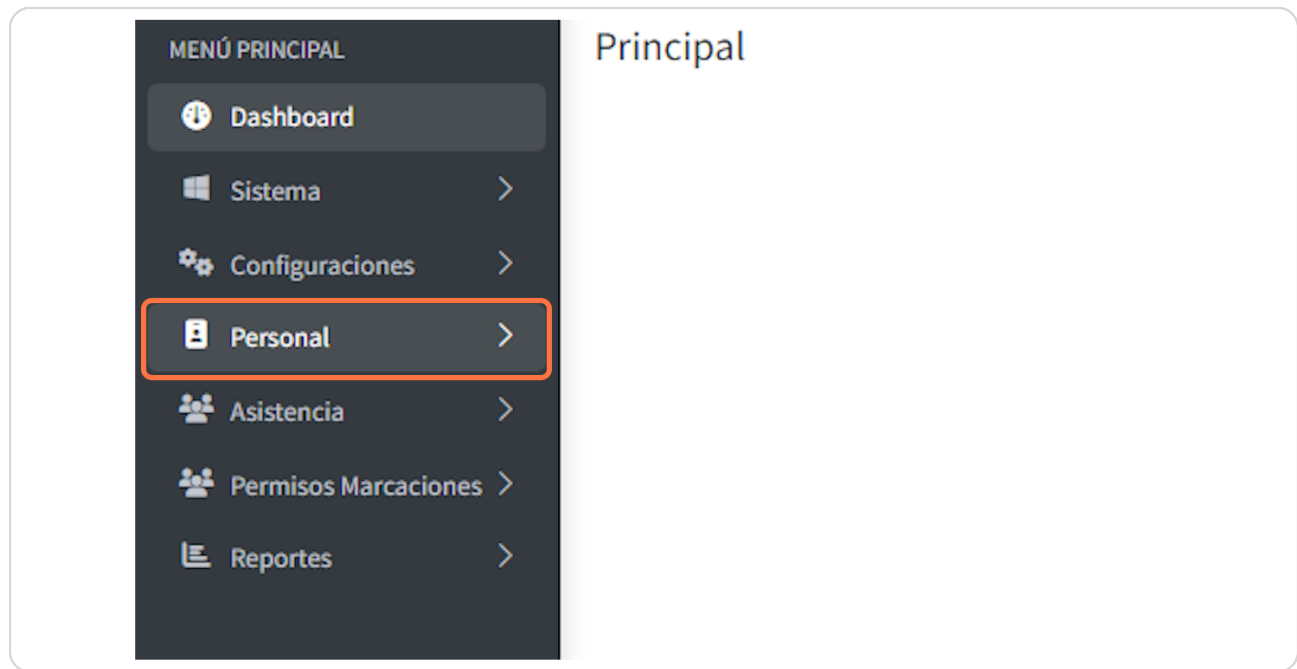 MENÚ PRINCIPAL
Principal
Dashboard
Sistema
Configuraciones
Personal
Asistencia
Permisos Marcaciones
Reportes